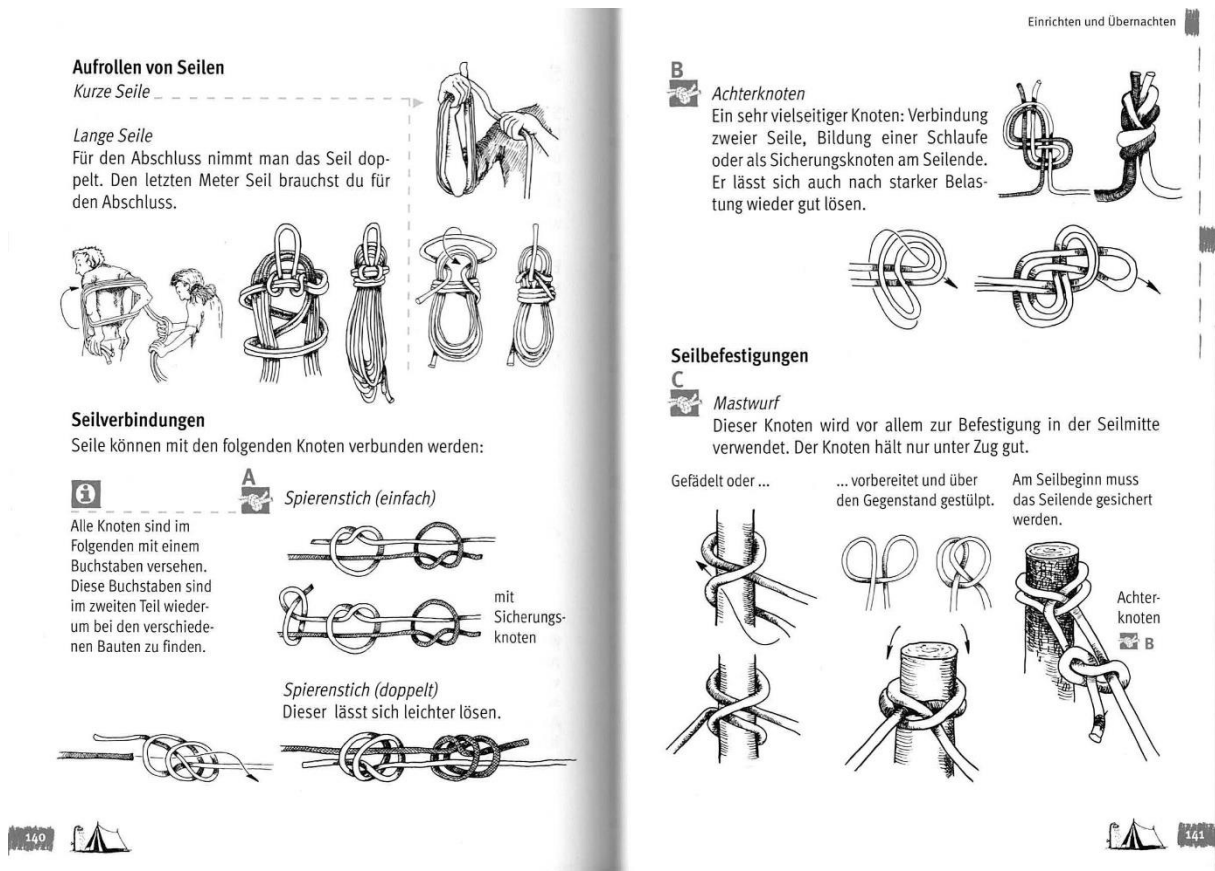 Aufrollen von Seilen
Kurze Seile
Lange Seile
Für den Abschluss nimmt man das Seil dop-
pelt. Den letzten Meter Seil brauchst du für
den Abschluss.
Seilverbindungen
Seile können mit den folgenden Knoten verbunden werden:
Alle Knoten sind im
Folgenden mit einem
Buchstaben versehen.
Diese Buchstaben sind
im zweiten Teil wieder-
um bei den verschiede-
nen Bauten zu finden.
A
Spierenstich (einfach)
mit
Sicherungs-
knoten
Spierenstich (doppelt)
Dieser lässt sich leichter lösen.
140
Einrichten und Übernachten
B
Achterknoten
Ein sehr vielseitiger Knoten: Verbindung
zweier Seile, Bildung einer Schlaufe
oder als Sicherungsknoten am Seilende.
Er lässt sich auch nach starker Belas-
tung wieder gut lösen.
Seilbefestigungen
C
Mastwurf
Dieser Knoten wird vor allem zur Befestigung in der Seilmitte
verwendet. Der Knoten hält nur unter Zug gut.
Gefädelt oder ...
... vorbereitet und über
den Gegenstand gestülpt.
Am Seilbeginn muss
das Seilende gesichert
werden.
Achter-
knoten
B
141